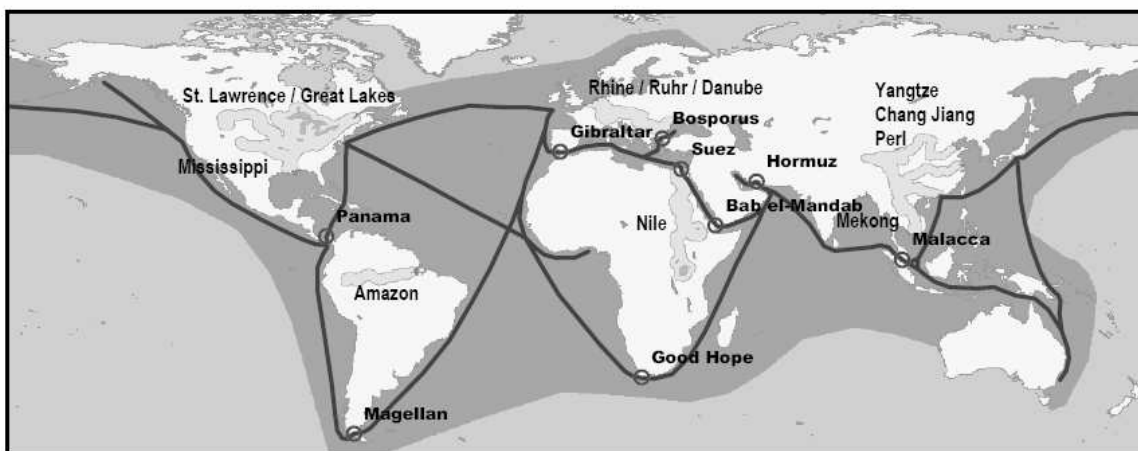 St. Lawrence / Great Lakes
Rhine / Ruhr / Danube
Yangtze
Chang Jiang
Perl
Bosporus
Gibraltar
Suez
Hormuz
Mississippi
Panama
Nile
Bab el-Mandab
Mekong
Malacca
Amazon
Good Hope
Magellan